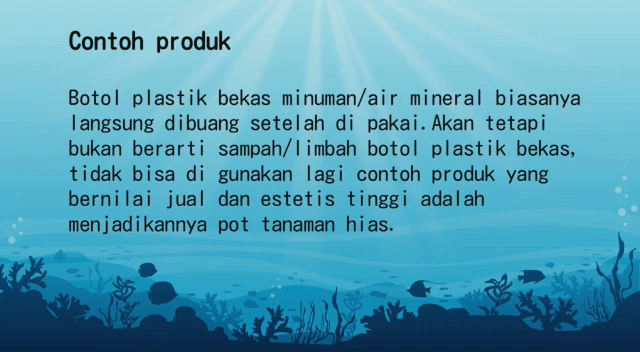 Contoh produk
Botol plastik bekas minuman/air mineral biasanya
langsung dibuang setelah di pakai.Akan tetapi
bukan berarti sampah/limbah botol plastik bekas,
tidak bisa di gunakan lagi contoh produk yang
bernilai jual dan estetis tinggi adalah
menjadikannya pot tanaman hias.